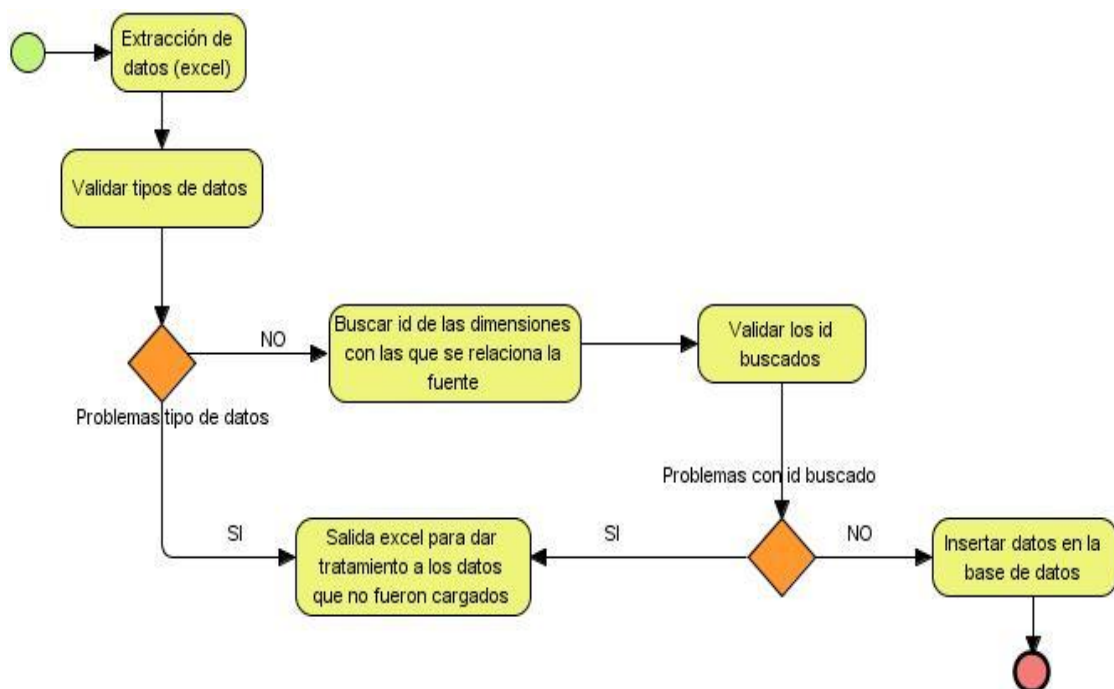 Extracción de
datos (excel)
Validar tipos de datos
NO
Buscar id de las dimensiones
con las que se relaciona la
fuente
Validar los id
buscados
Problemas tipo de datos
Problemas con id buscado
SI
Salida excel para dar
tratamiento a los datos
que no fueron cargados
SI
NO
Insertar datos en la
base de datos